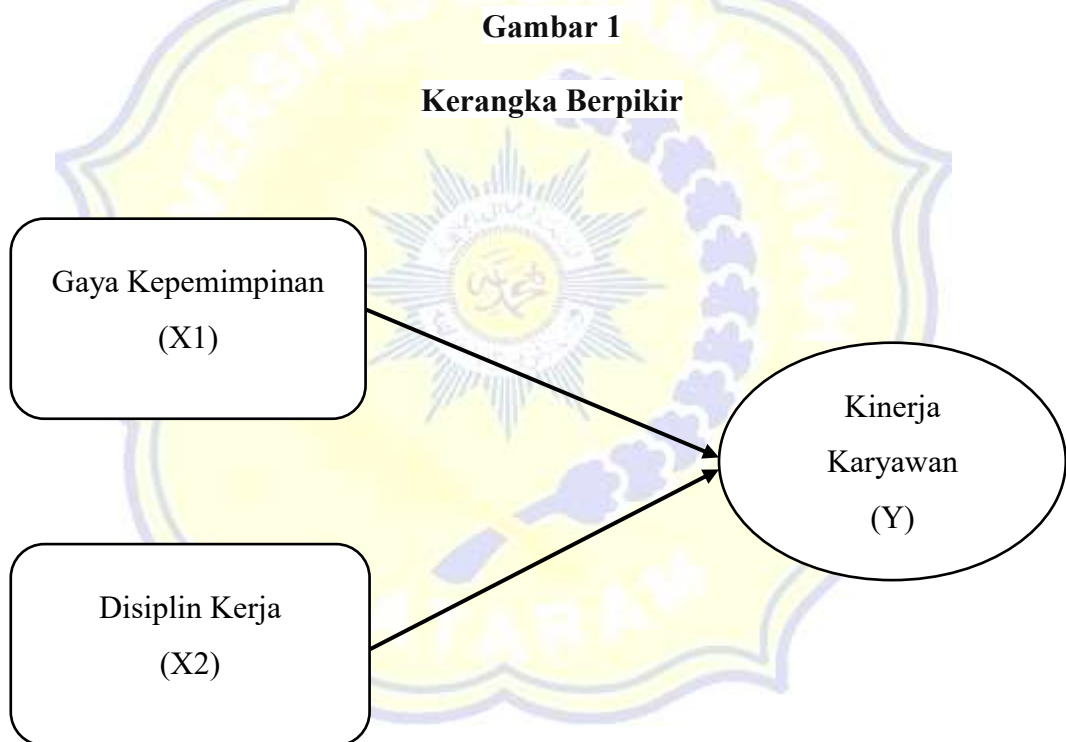 Gambar 1
Kerangka Berpikir
Gaya Kepemimpinan
(X1)
Kinerja
Karyawan
(Y)
Disiplin Kerja
(X2)